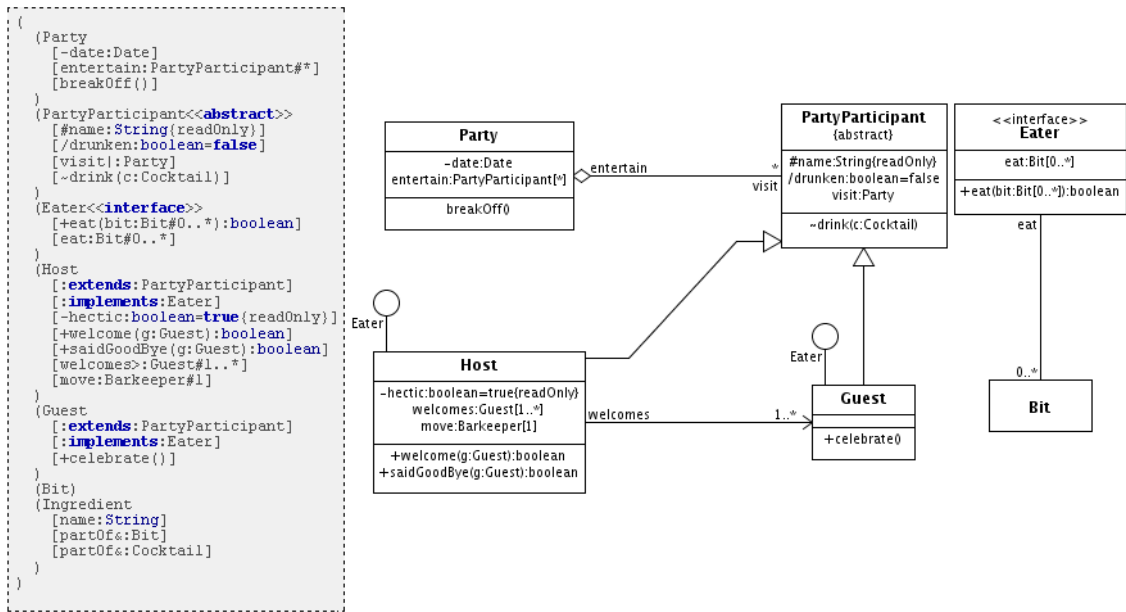 (
(Party
[-date:Date]
[entertain:PartyParticipant#*]
[breakOff()]
)
(PartyParticipant<<abstract>>
[#name:String{readOnly}]
[/drunken:boolean=false]
[visit|:Party]
[~drink(c:Cocktail)]
)
(Eater<<interface>>
[+eat(bit:Bit#0..*):boolean]
[eat:Bit#0..*]
)
(Host
[:extends:PartyParticipant]
[:implements:Eater]
[-hectic:boolean=true{readOnly}]
[+welcome(g:Guest):boolean]
[+saidGoodBye(g:Guest):boolean]
[welcomes>:Guest#1..*]
[move:Barkeeper#1]
)
(Guest
[:extends:PartyParticipant]
[:implements:Eater]
[+celebrate()]
)
(Bit)
(Ingredient
[name:String]
[partOf&:Bit]
[partOf&:Cocktail]
)
)
Party
-date:Date
entertain:PartyParticipant[*]
breakOff()
entertain
*
visit
PartyParticipant
{abstract}
#name:String{readOnly}
/drunken:boolean=false
visit:Party
~drink(c:Cocktail)
<<interface>>
Eater
eat:Bit[0..*]
+eat(bit:Bit[0..*]):boolean
eat
0..*
Bit
Eater
Host
-hectic:boolean=true{readOnly}
welcomes:Guest[1..*]
move:Barkeeper[1]
+welcome(g:Guest):boolean
+saidGoodBye(g:Guest):boolean
welcomes
1..*
Eater
Guest
+celebrate()